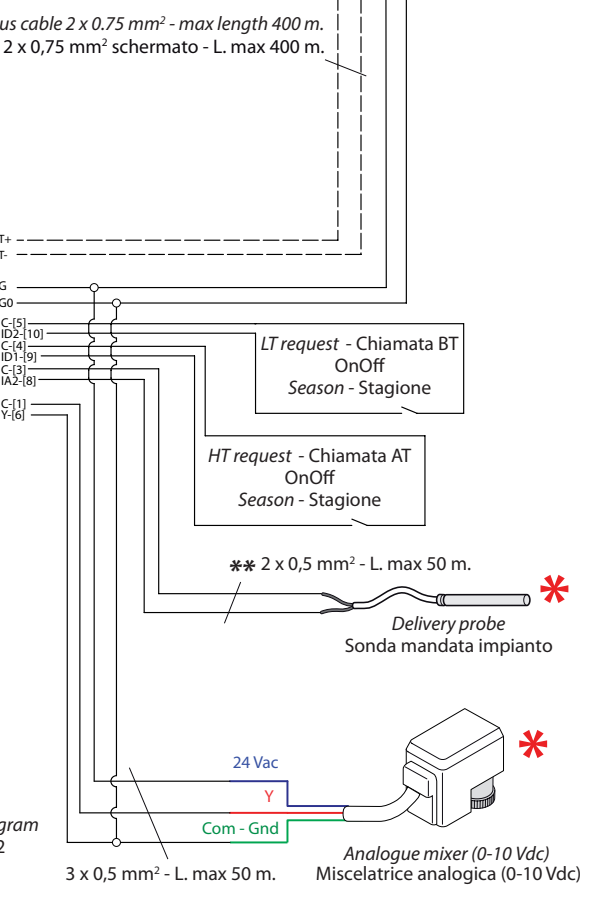 us cable 2 x 0.75 mm² - max length 400 m.
2 x 0,75 mm² schermato - L. max 400 m.
T+
T-
G
G0
C-[5]
ID2-[10]
C-[4]
ID1-[9]
C-[3]
IA2-[8]
C-[1]
Y-[6]
LT request - Chiamata BT
OnOff
Season - Stagione
HT request - Chiamata AT
OnOff
Season - Stagione
** 2 x 0,5 mm² - L. max 50 m.
*
Delivery probe
Sonda mandata impianto
*
24 Vac
Y
Com - Gnd
gram
2
3 x 0,5 mm² - L. max 50 m.
Analogue mixer (0-10 Vdc)
Miscelatrice analogica (0-10 Vdc)